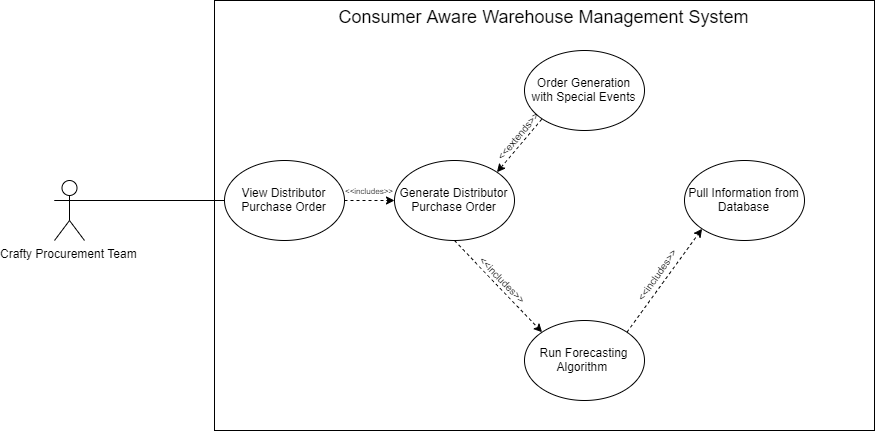 Consumer Aware Warehouse Management System
Order Generation
with Special Events
<<extends>>
View Distributor
Purchase Order
<<includes>>
Generate Distributor
Purchase Order
Pull Information from
Database
Crafty Procurement Team
<<includes>>
<<includes>>
Run Forecasting
Algorithm